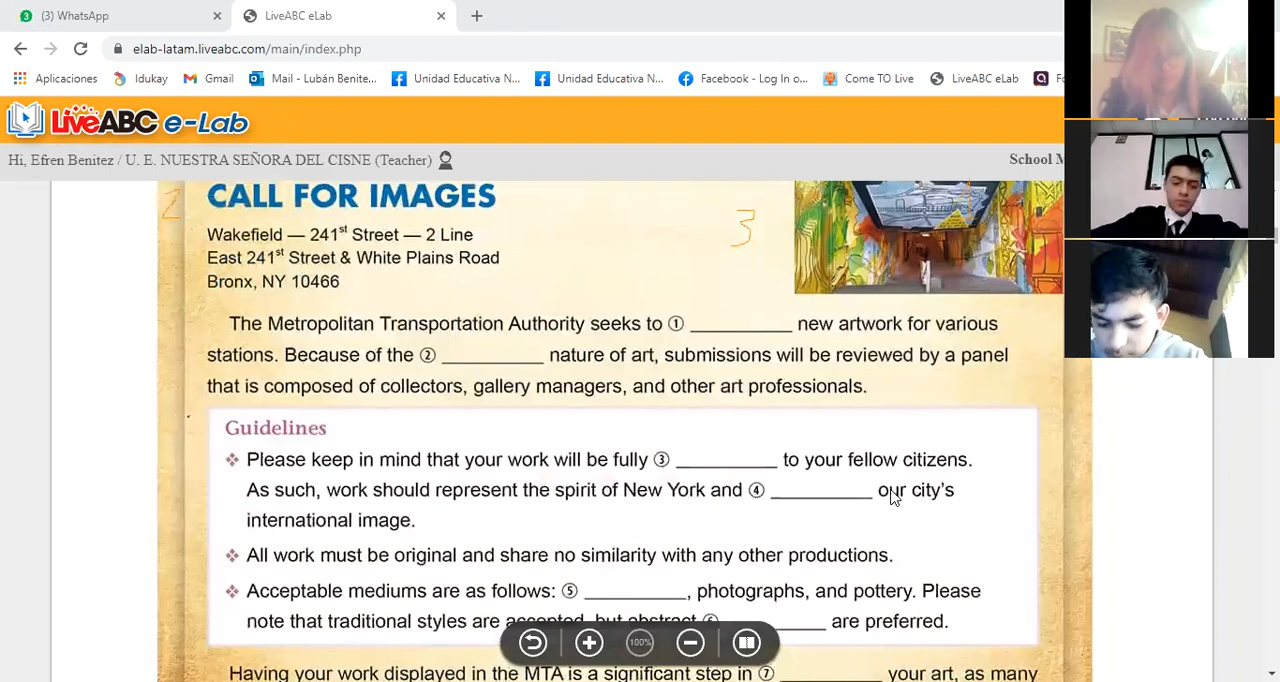 (3) WhatsApp
LiveABC eLab
elab-latam.liveabc.com/main/index.php
Aplicaciones
Idukay
Gmail
Mail - Lubán Benite...
Unidad Educativa N...
Unidad Educativa N...
Facebook - Log In o...
Come TO Live
LiveABC eLab
LiveABC e-Lab
Hi, Efren Benitez / U. E. NUESTRA SEÑORA DEL CISNE (Teacher)
School
2
CALL FOR IMAGES
3
Wakefield — 241st Street — 2 Line
East 241st Street & White Plains Road
Bronx, NY 10466
The Metropolitan Transportation Authority seeks to ① __________ new artwork for various
stations. Because of the ② __________ nature of art, submissions will be reviewed by a panel
that is composed of collectors, gallery managers, and other art professionals.
Guidelines
❖ Please keep in mind that your work will be fully ③ __________ to your fellow citizens.
As such, work should represent the spirit of New York and ④ __________ our city's
international image.
❖ All work must be original and share no similarity with any other productions.
❖ Acceptable mediums are as follows: ⑤ __________, photographs, and pottery. Please
note that traditional styles are accepted, but abstract ⑥ __________ are preferred.
100%
Having your work displayed in the MTA is a significant step in ⑦ __________ your art, as many